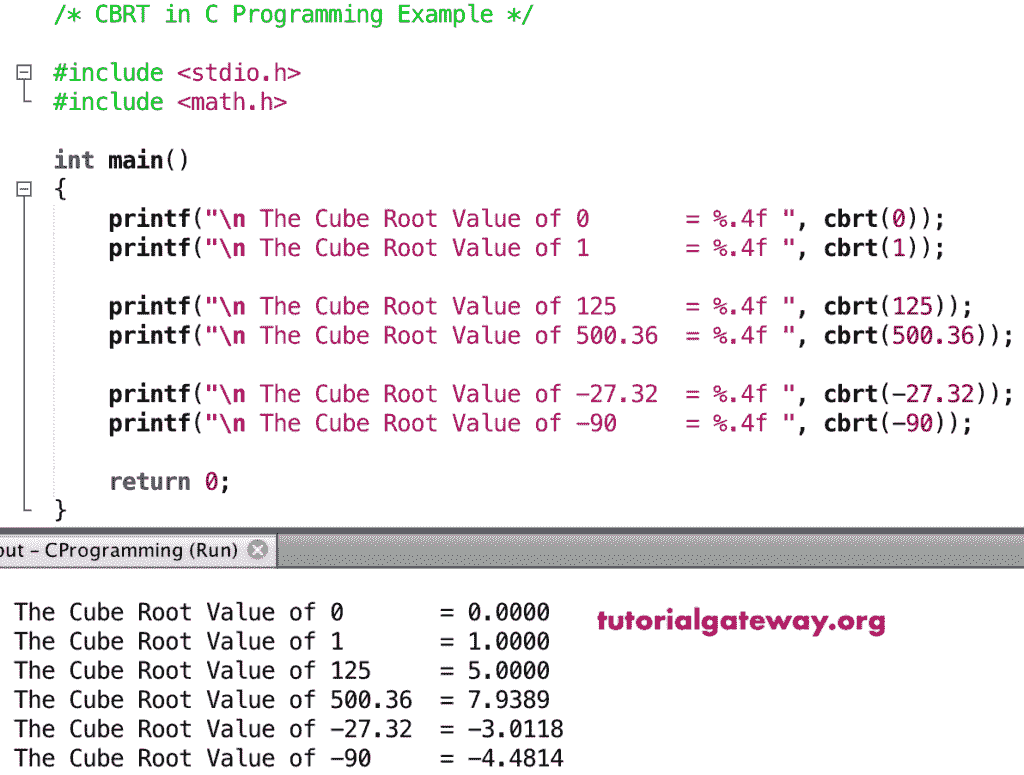 /* CBRT in C Programming Example */
#include <stdio.h>
#include <math.h>
int main()
{
printf("\n The Cube Root Value of 0       = %.4f ", cbrt(0));
printf("\n The Cube Root Value of 1       = %.4f ", cbrt(1));
printf("\n The Cube Root Value of 125     = %.4f ", cbrt(125));
printf("\n The Cube Root Value of 500.36  = %.4f ", cbrt(500.36));
printf("\n The Cube Root Value of -27.32  = %.4f ", cbrt(-27.32));
printf("\n The Cube Root Value of -90     = %.4f ", cbrt(-90));
return 0;
}
out - CProgramming (Run)
The Cube Root Value of 0       = 0.0000
tutorialgateway.org
The Cube Root Value of 1       = 1.0000
The Cube Root Value of 125     = 5.0000
The Cube Root Value of 500.36  = 7.9389
The Cube Root Value of -27.32  = -3.0118
The Cube Root Value of -90     = -4.4814